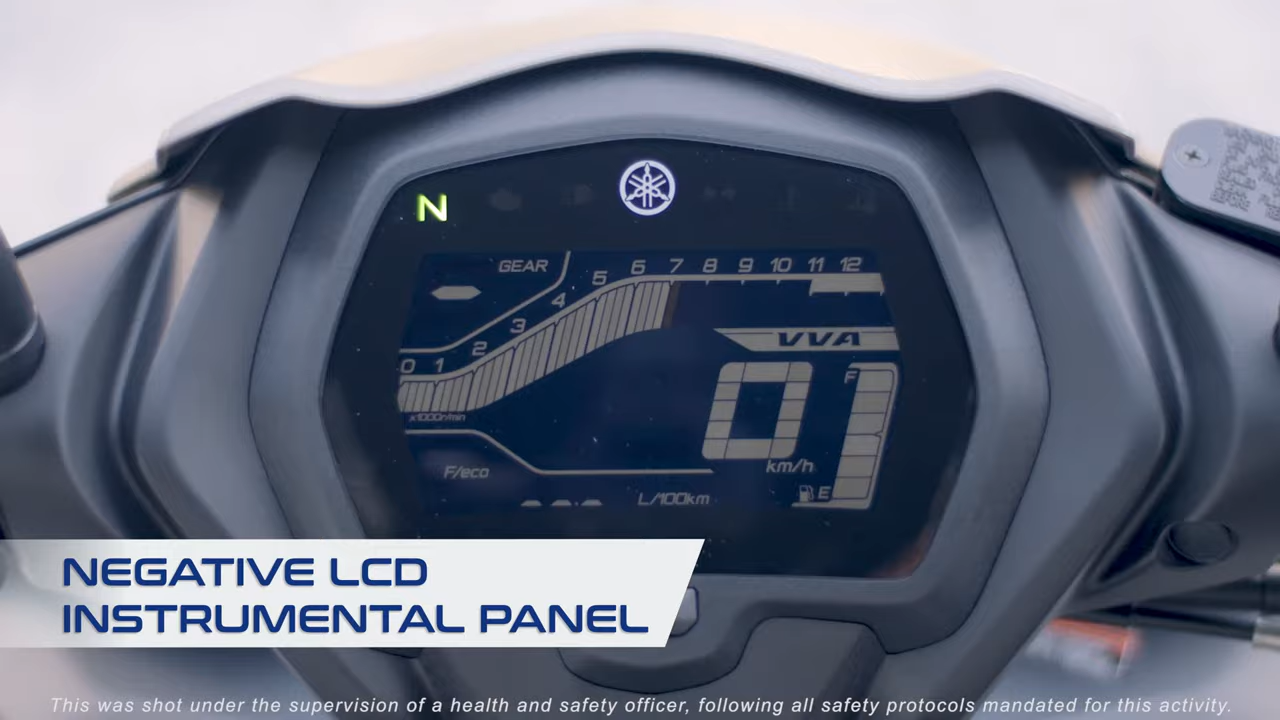 N
GEAR
0 1 2 3 4 5 6 7 8 9 10 11 12
x1000r/min
VVA
0
km/h
F
E
F/eco
L/100km
NEGATIVE LCD
INSTRUMENTAL PANEL
This was shot under the supervision of a health and safety officer, following all safety protocols mandated for this activity.